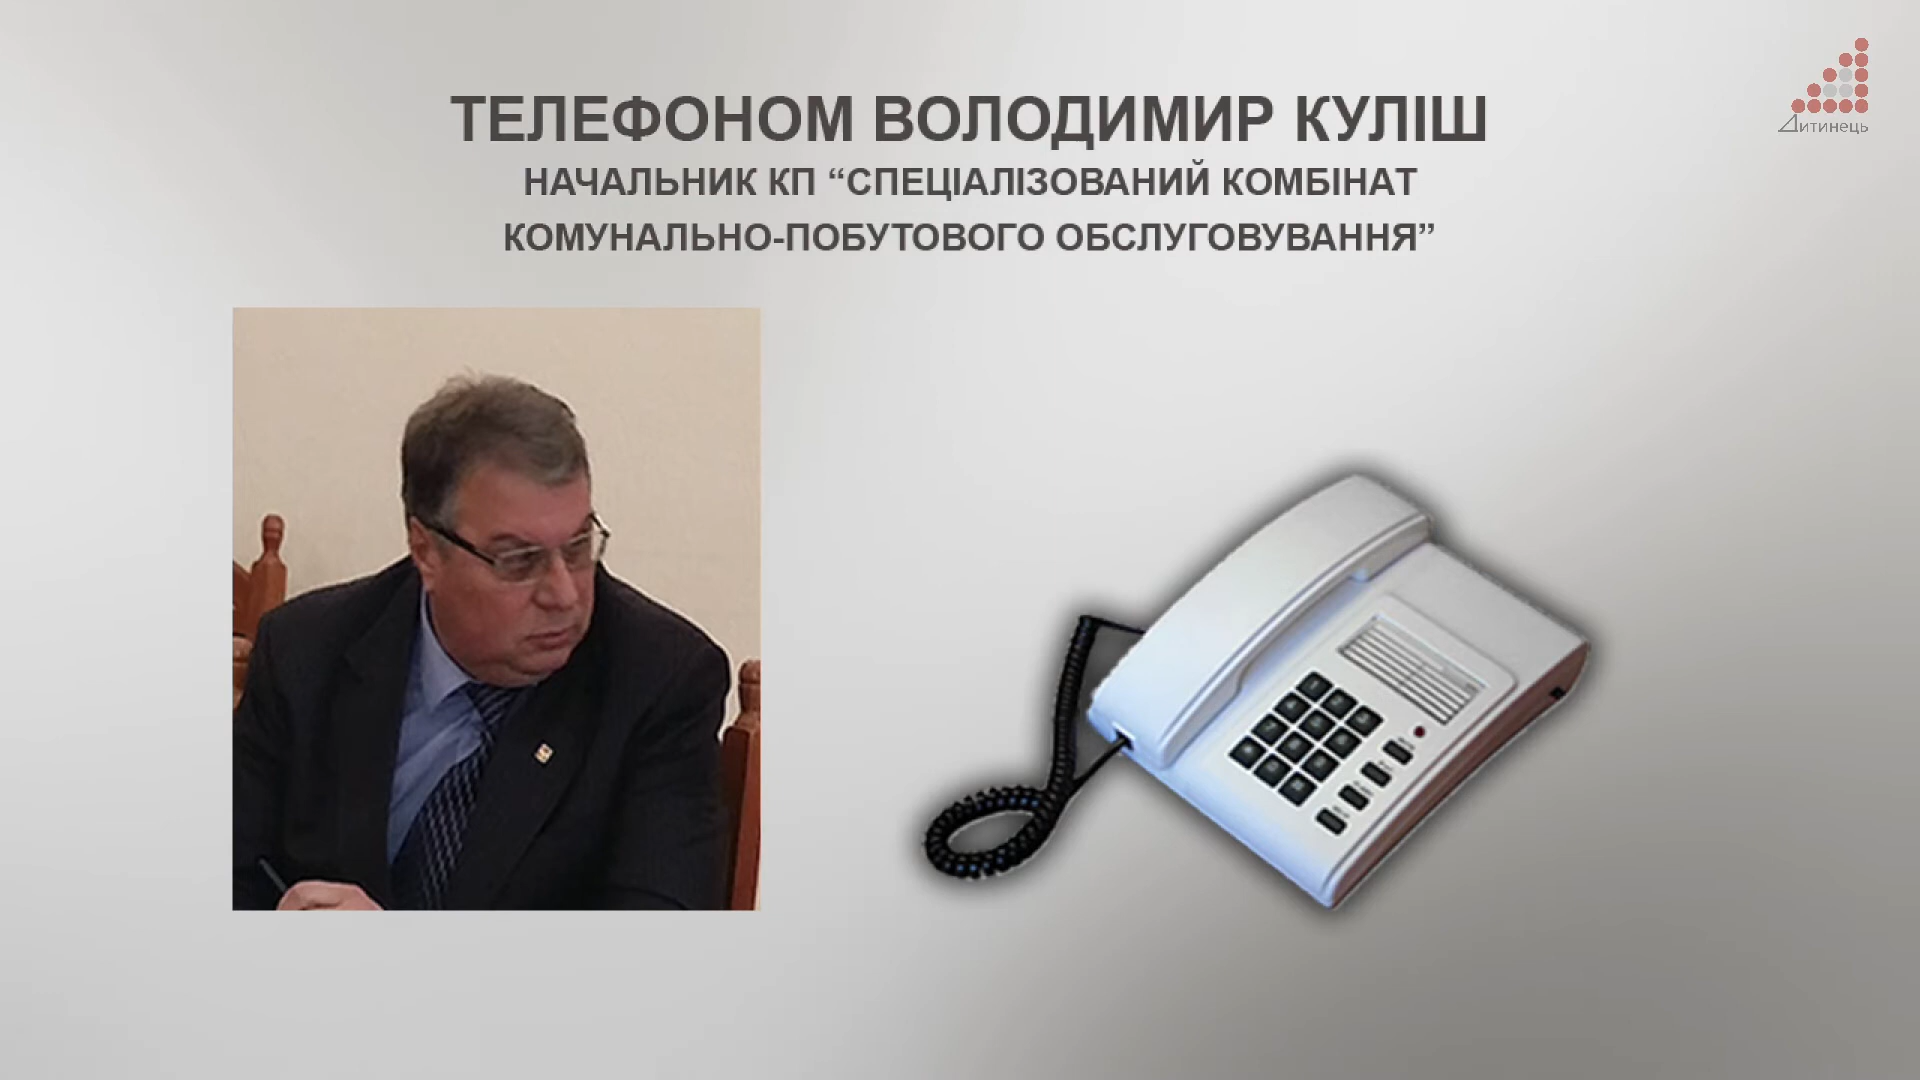 ТЕЛЕФОНОМ ВОЛОДИМИР КУЛІШ
НАЧАЛЬНИК КП “СПЕЦІАЛІЗОВАНИЙ КОМБІНАТ
КОМУНАЛЬНО-ПОБУТОВОГО ОБСЛУГОВУВАННЯ”
Дитинець